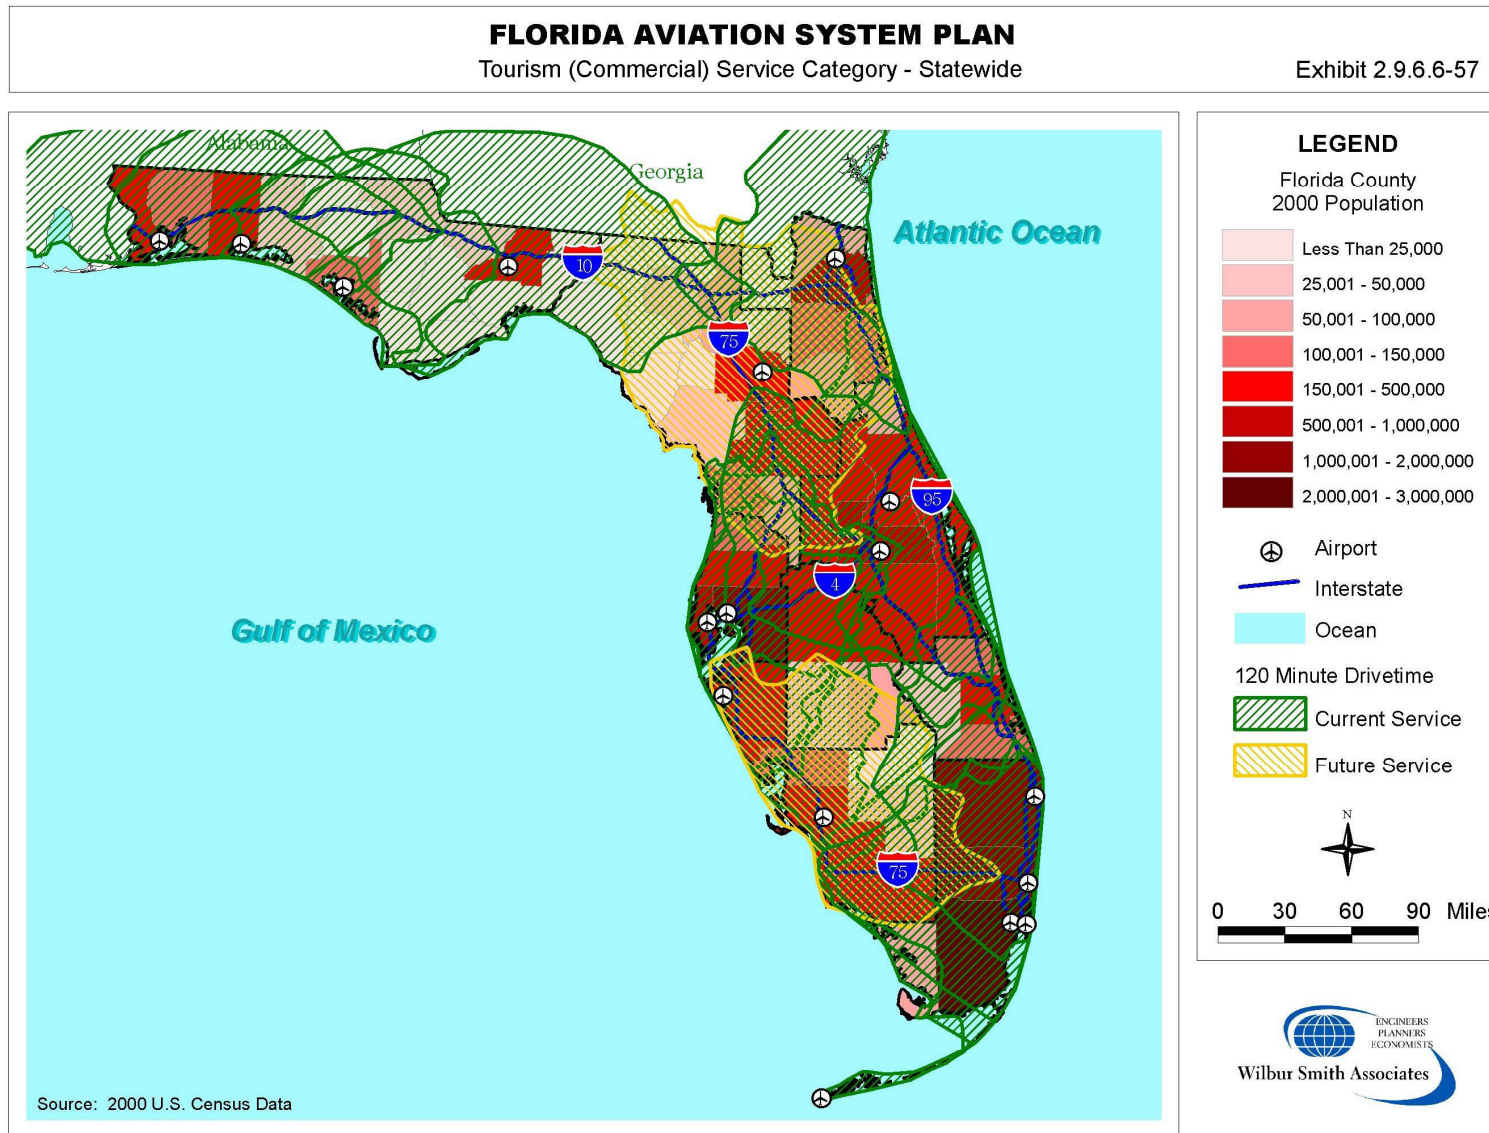 FLORIDA AVIATION SYSTEM PLAN
Tourism (Commercial) Service Category - Statewide
Exhibit 2.9.6.6-57
Alabama
Georgia
Atlantic Ocean
10
75
95
4
Gulf of Mexico
75
Source: 2000 U.S. Census Data
LEGEND
Florida County
2000 Population
Less Than 25,000
25,001 - 50,000
50,001 - 100,000
100,001 - 150,000
150,001 - 500,000
500,001 - 1,000,000
1,000,001 - 2,000,000
2,000,001 - 3,000,000
Airport
Interstate
Ocean
120 Minute Drivetime
Current Service
Future Service
N
0 30 60 90 Miles
ENGINEERS
PLANNERS
ECONOMISTS
Wilbur Smith Associates